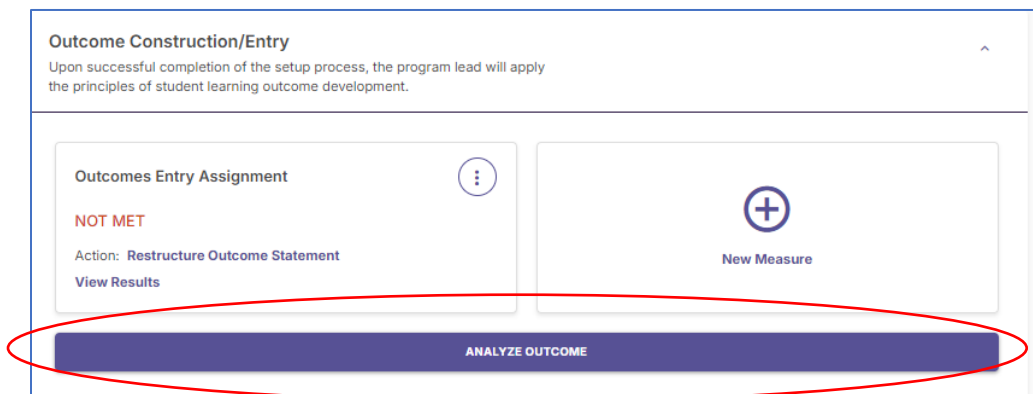 Outcome Construction/Entry
Upon successful completion of the setup process, the program lead will apply
the principles of student learning outcome development.
Outcomes Entry Assignment
NOT MET
Action: Restructure Outcome Statement
View Results
New Measure
ANALYZE OUTCOME